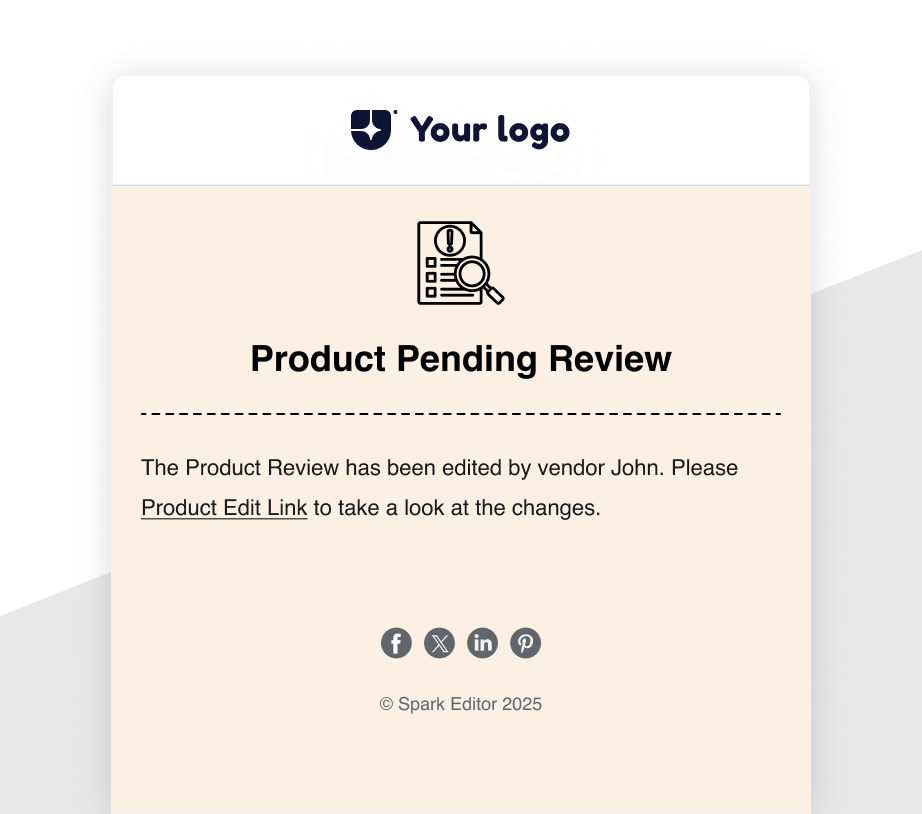 Your logo
Product Pending Review
The Product Review has been edited by vendor John. Please
Product Edit Link to take a look at the changes.
© Spark Editor 2025